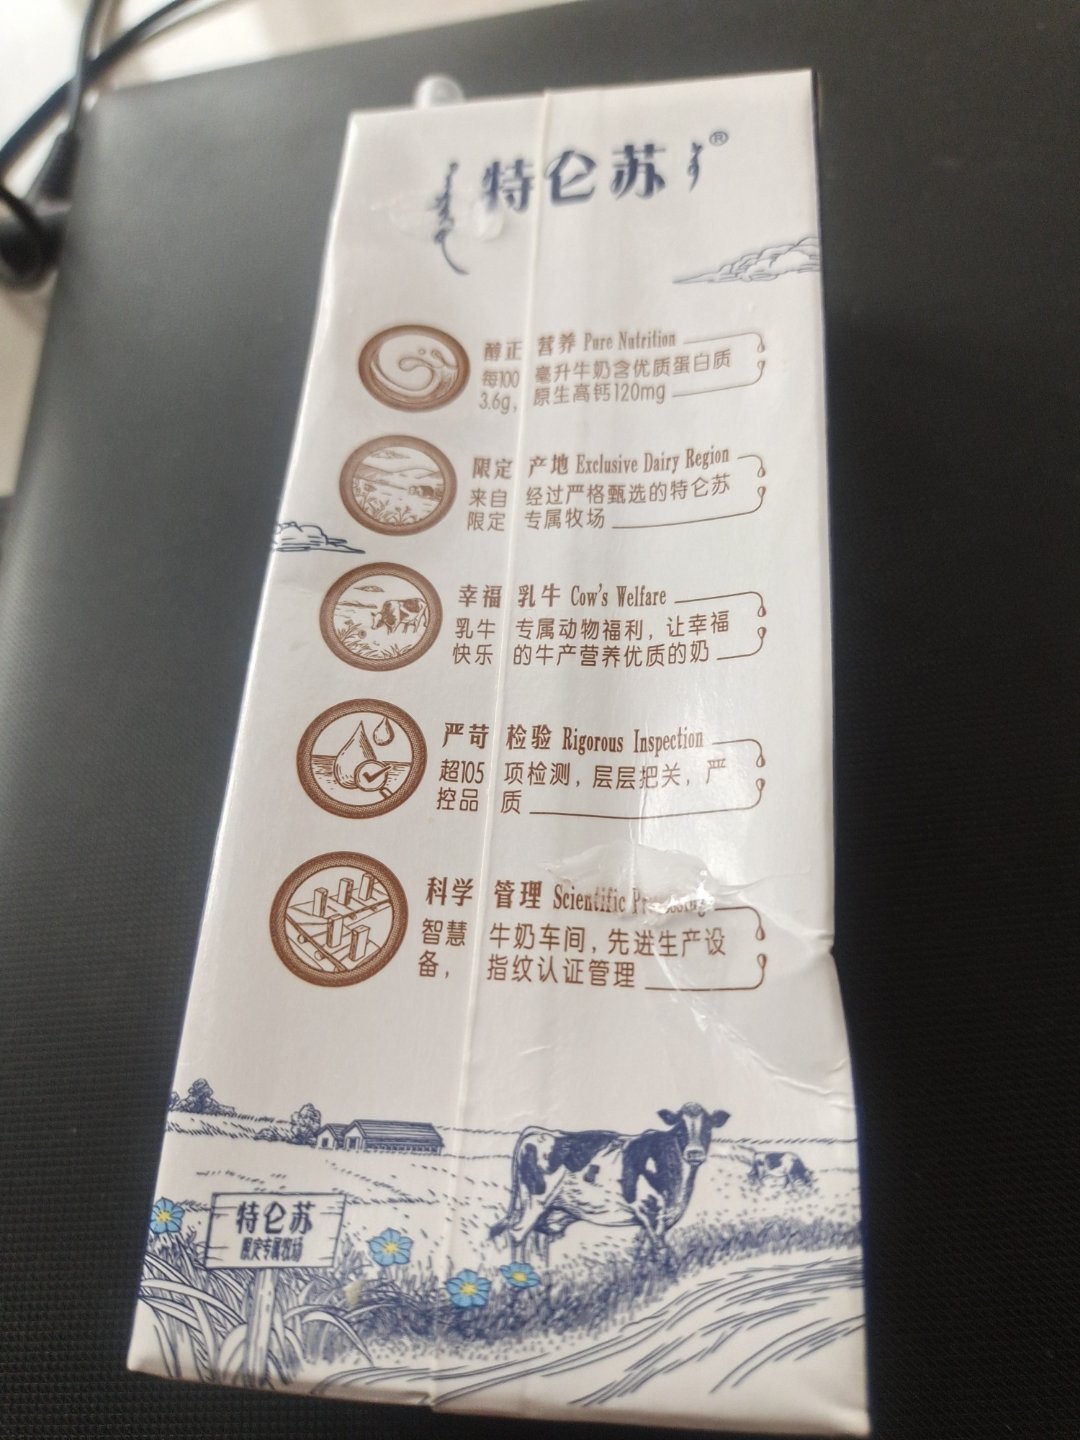 特仑苏®
醇正营养 Pure Nutrition
每100毫升牛奶含优质蛋白质
3.6g，原生高钙120mg
限定产地 Exclusive Dairy Region
来自经过严格甄选的特仑苏
限定专属牧场
幸福乳牛 Cow's Welfare
乳牛专属动物福利，让幸福
快乐的牛产营养优质的奶
严苛检验 Rigorous Inspection
超105项检测，层层把关，严
控品质
科学管理 Scientific
智慧牛奶车间，先进生产设
备，指纹认证管理
特仑苏
限定专属牧场